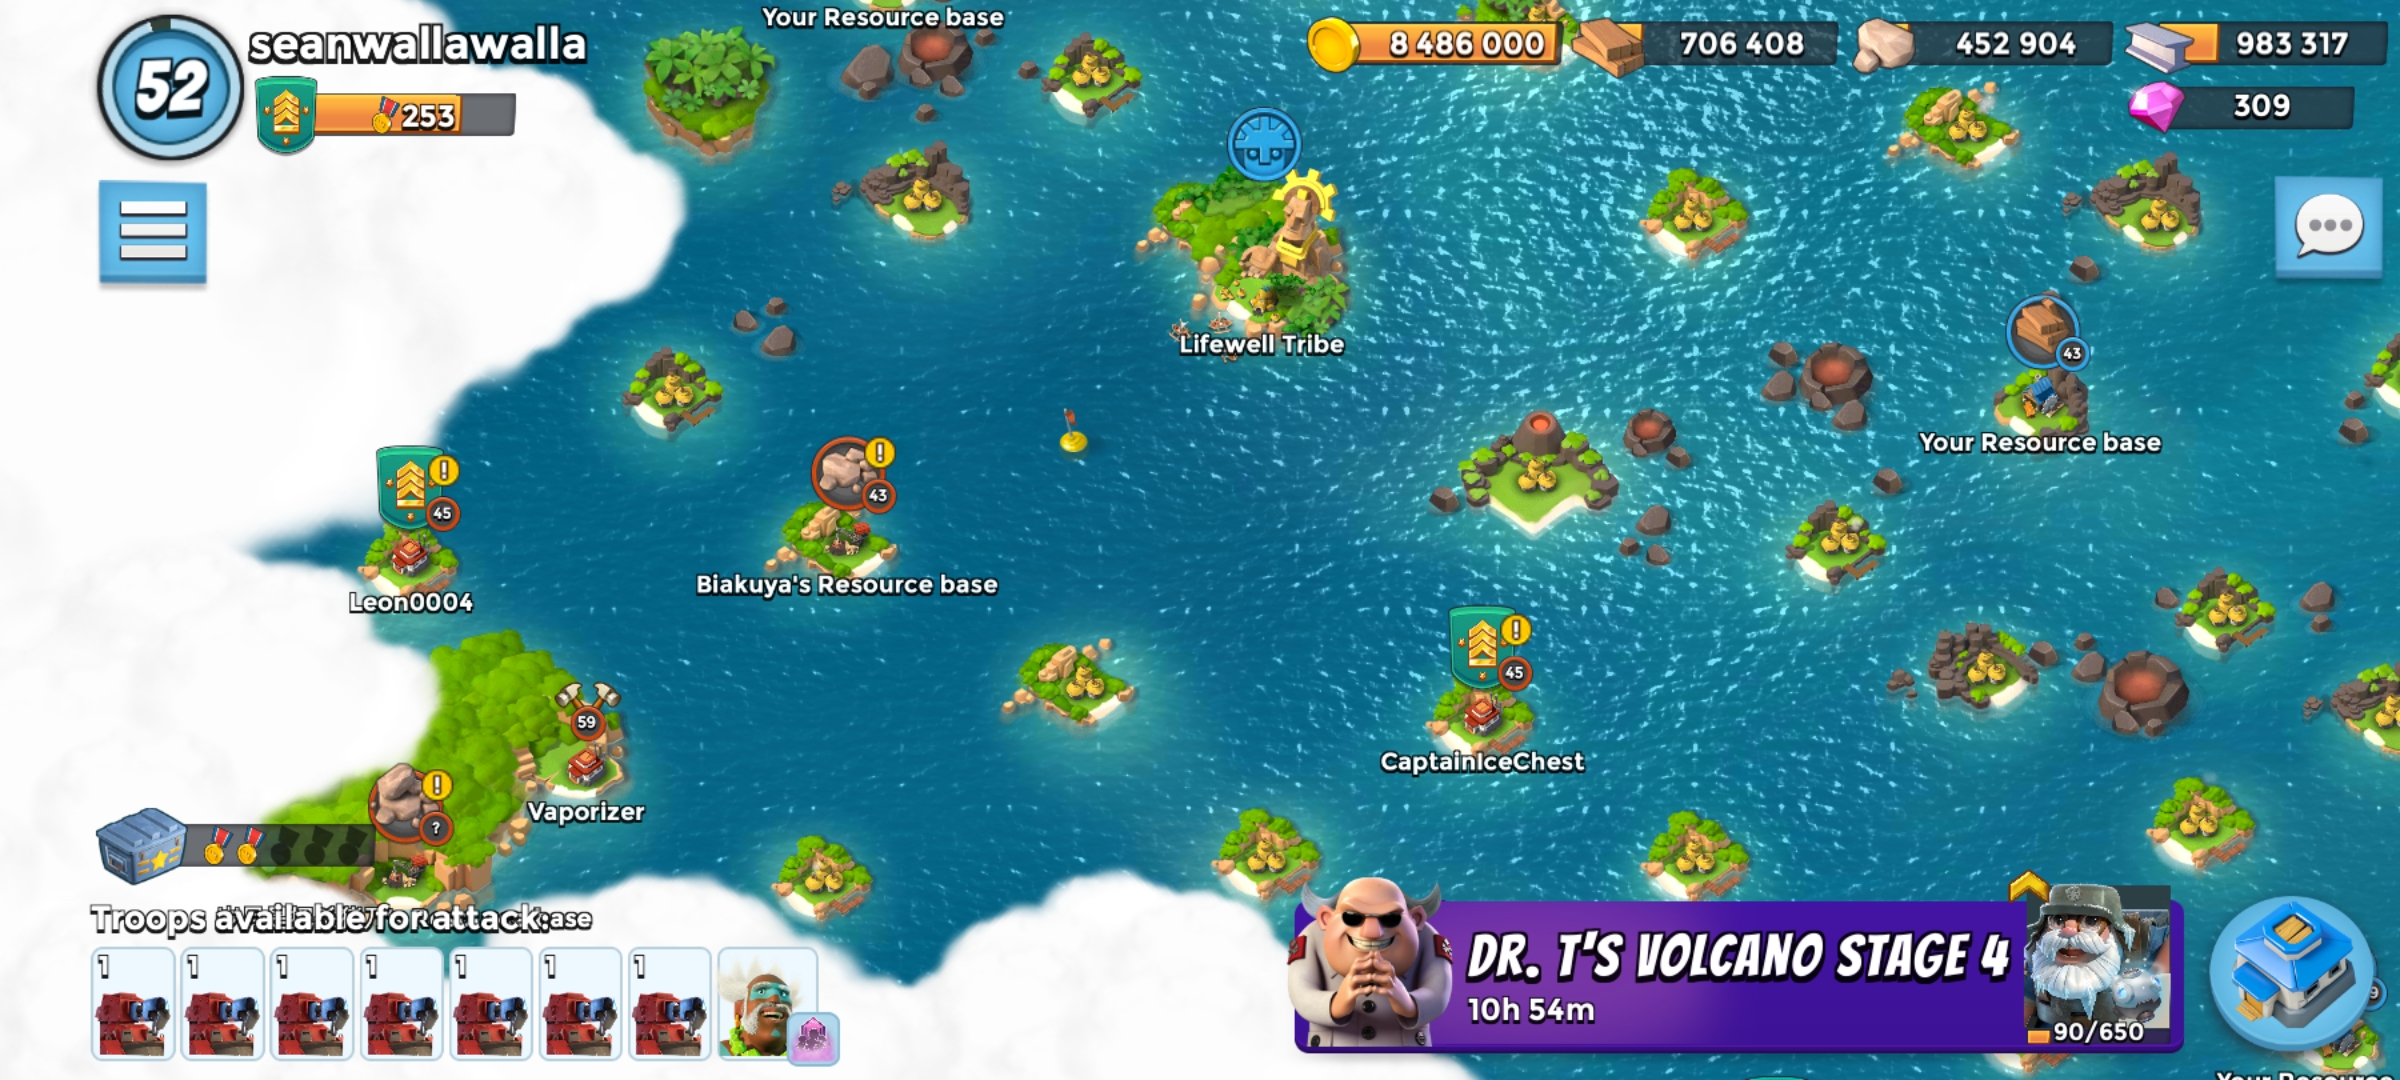 Your Resource base
52
seanwallawalla
253
8 486 000
706 408
452 904
983 317
309
Lifewell Tribe
43
Your Resource base
!
45
Leon0004
!
43
Biakuya's Resource base
!
45
CaptainIceChest
59
Vaporizer
!
?
Troops available for attack:
1
1
1
1
1
1
1
DR. T'S VOLCANO STAGE 4
10h 54m
90/650